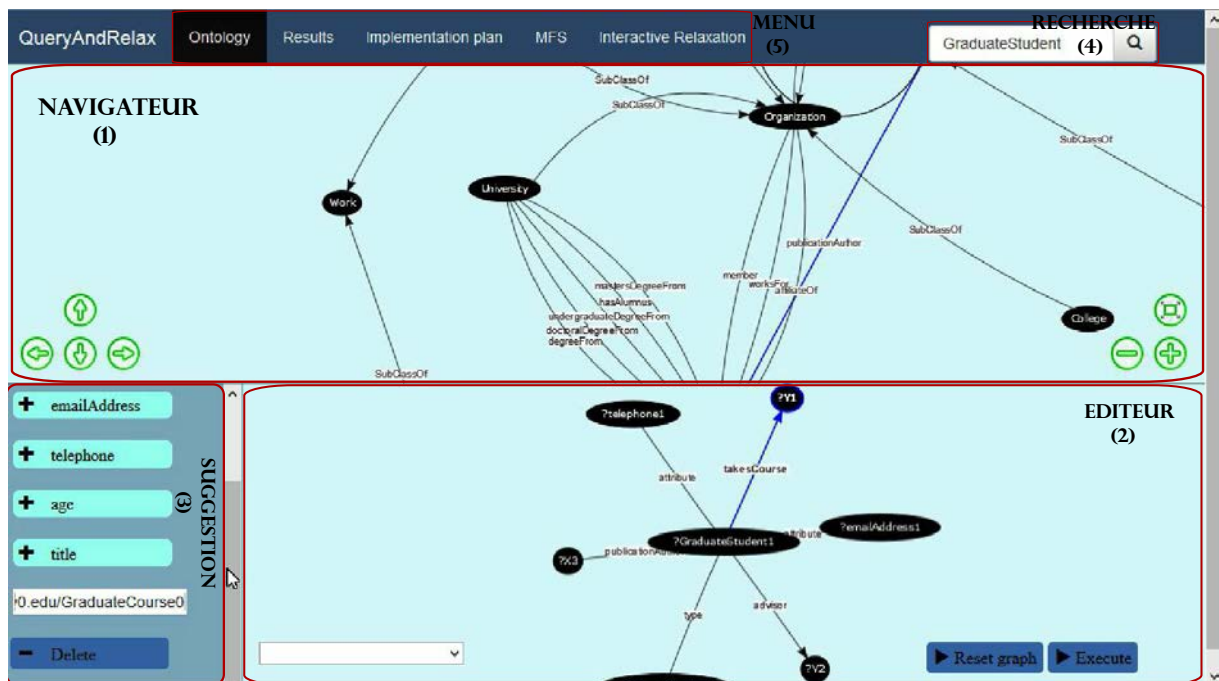 QueryAndRelax
Ontology
Results
Implementation plan
MFS
Interactive Relaxation
MENU
(5)
RECHERCHE
(4)
GraduateStudent
NAVIGATEUR
(1)
SubClassOf
SubClassOf
Organization
SubClassOf
University
Work
SubClassOf
publicationAuthor
member
worksFor
affiliateOf
mastersDegreeFrom
hasAlumnus
undergraduateDegreeFrom
doctoralDegreeFrom
degreeFrom
College
SubClassOf
emailAddress
telephone
age
title
0.edu/GraduateCourse0
Delete
SUGGESTION
(3)
EDITEUR
(2)
?Y1
?telephone1
takesCourse
attribute
?emailAddress1
attribute
?GraduateStudent1
?X3
type
advisor
?Y2
Reset graph
Execute